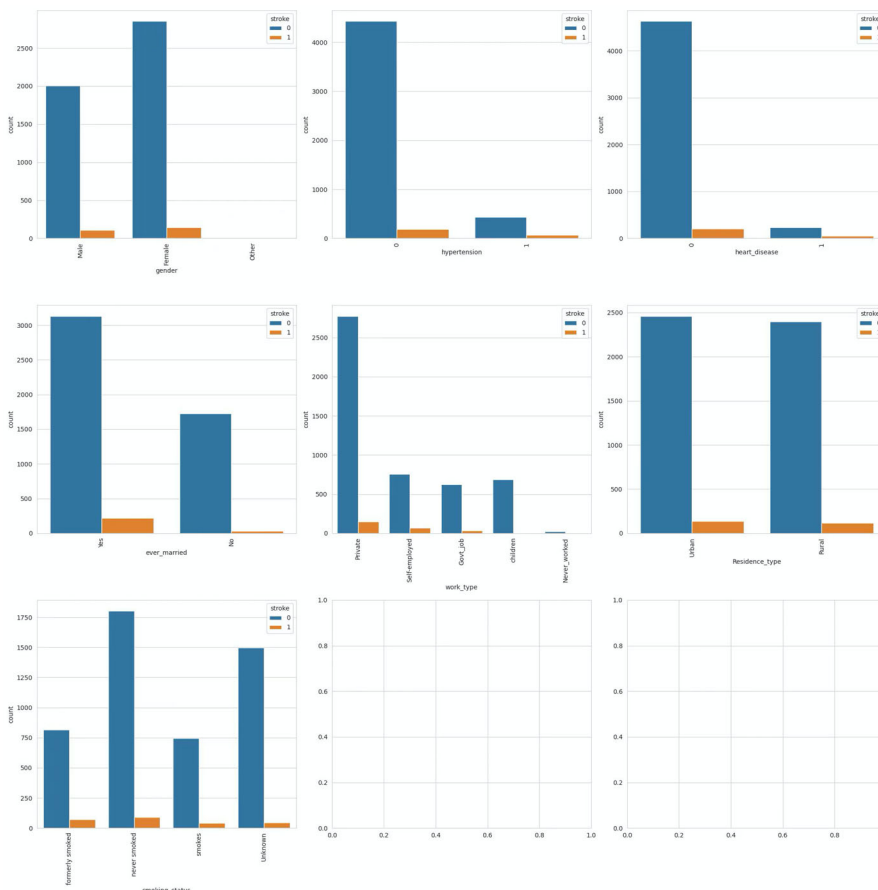 stroke
0
1
2500
2000
1500
1000
500
0
count
Male
Female
Other
gender
stroke
0
1
4000
3000
2000
1000
0
count
0
1
hypertension
stroke
4000
3000
2000
1000
0
count
0
1
heart_disease
stroke
0
1
3000
2500
2000
1500
1000
500
0
count
Yes
No
ever_married
stroke
0
1
2500
2000
1500
1000
500
0
count
Private
Self-employed
Govt_job
children
Never_worked
work_type
stroke
2500
2000
1500
1000
500
0
count
Urban
Rural
Residence_type
stroke
0
1
1750
1500
1250
1000
750
500
250
0
count
formerly smoked
never smoked
smokes
Unknown
1.0
0.8
0.6
0.4
0.2
0.0
0.0
0.2
0.4
0.6
0.8
1.0
1.0
0.8
0.6
0.4
0.2
0.0
0.0
0.2
0.4
0.6
0.8